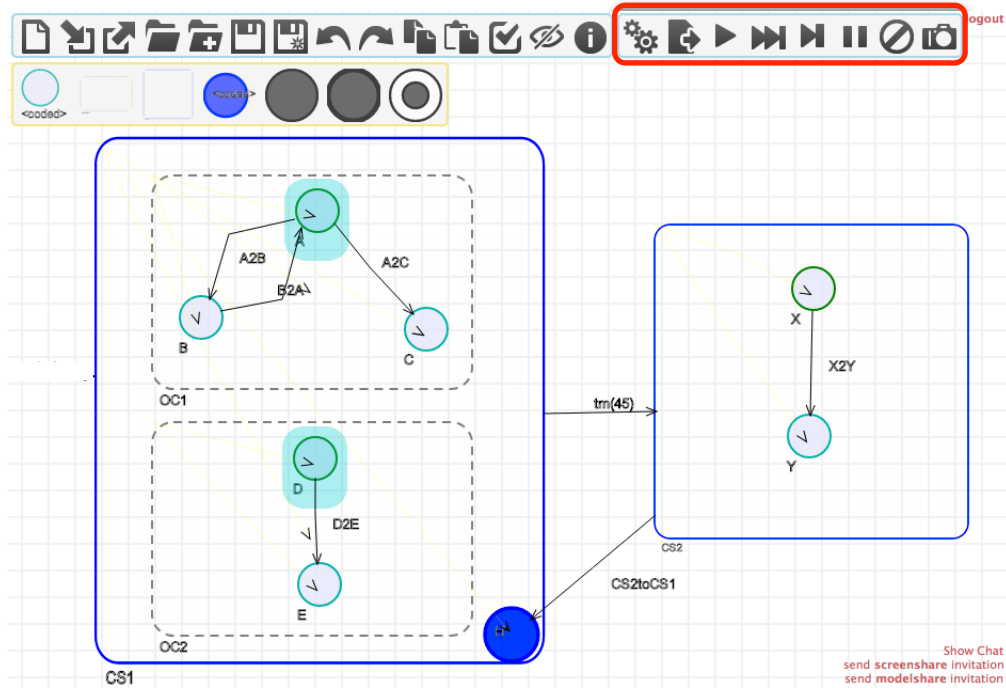 ogout
<coded>
<coded>
A
A2B
A2C
B2A
B
C
OC1
X
X2Y
trn(45)
Y
D
D2E
CS2
CS2toCS1
E
H
OC2
CS1
Show Chat
send screenshare invitation
send modelshare invitation